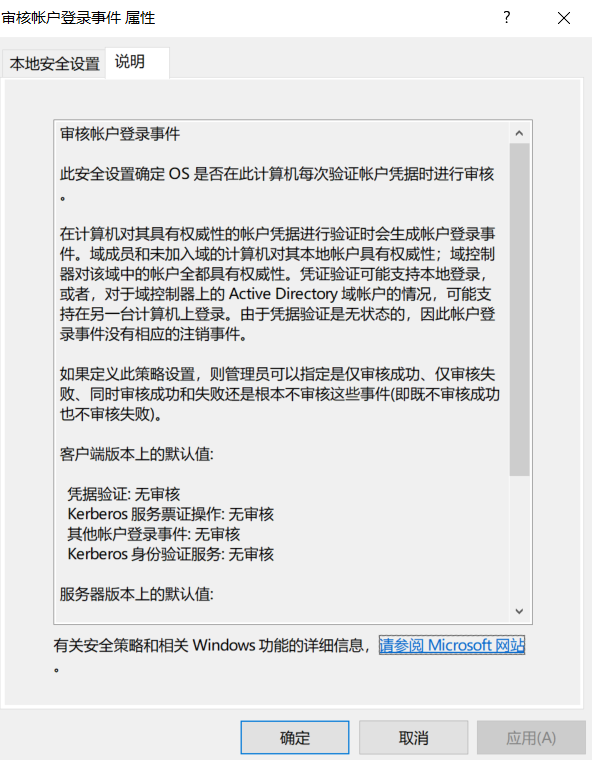 审核帐户登录事件 属性
?
本地安全设置
说明
审核帐户登录事件
此安全设置确定 OS 是否在此计算机每次验证帐户凭据时进行审核
。
在计算机对其具有权威性的帐户凭据进行验证时会生成帐户登录事
件。域成员和未加入域的计算机对其本地帐户具有权威性；域控制
器对该域中的帐户全都具有权威性。凭证验证可能支持本地登录，
或者，对于域控制器上的 Active Directory 域帐户的情况，可能支
持在另一台计算机上登录。由于凭据验证是无状态的，因此帐户登
录事件没有相应的注销事件。
如果定义此策略设置，则管理员可以指定是仅审核成功、仅审核失
败、同时审核成功和失败还是根本不审核这些事件(即既不审核成功
也不审核失败)。
客户端版本上的默认值:
凭据验证: 无审核
Kerberos 服务票证操作: 无审核
其他帐户登录事件: 无审核
Kerberos 身份验证服务: 无审核
服务器版本上的默认值:
有关安全策略和相关 Windows 功能的详细信息，请参阅 Microsoft 网站
。
确定
取消
应用(A)